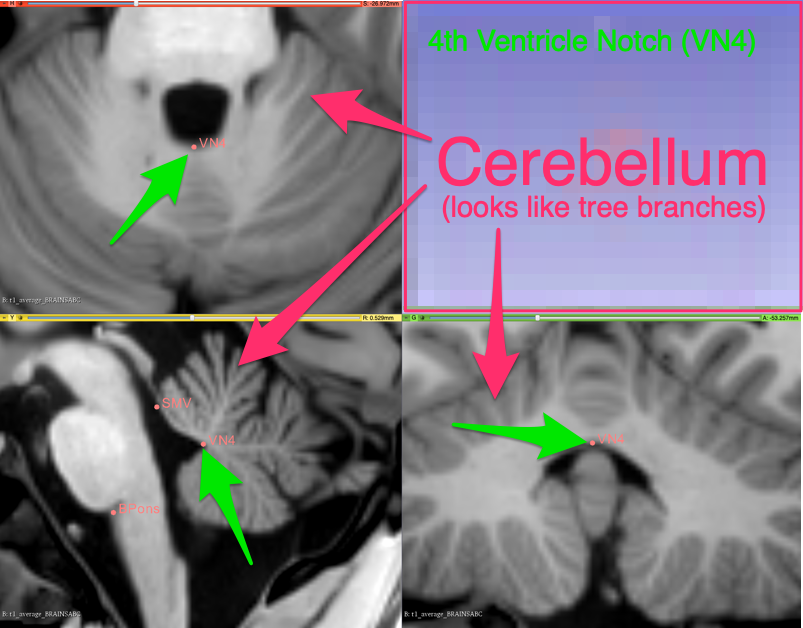 R
S: -26.972mm
4th Ventricle Notch (VN4)
VN4
Cerebellum
(looks like tree branches)
B: t1_average_BRAINSABC
Y
R: 0.529mm
G
A: -53.257mm
SMV
VN4
VN4
BPons
B: t1_average_BRAINSABC
B: t1_average_BRAINSABC